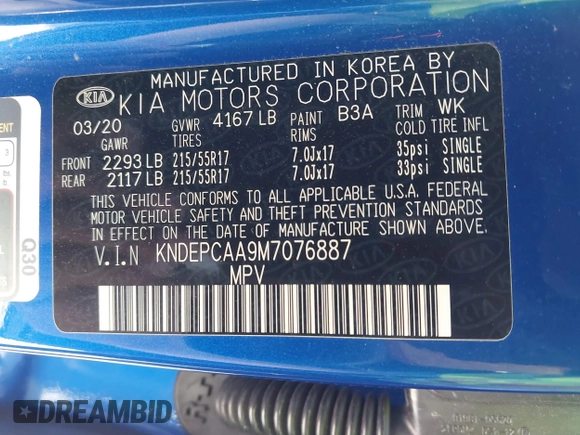 MANUFACTURED IN KOREA BY
KIA KIA MOTORS CORPORATION
03/20 GVWR 4167 LB PAINT B3A TRIM WK
GAWR TIRES RIMS COLD TIRE INFL
FRONT 2293 LB 215/55R17 7.0Jx17 35psi SINGLE
REAR 2117 LB 215/55R17 7.0Jx17 33psi SINGLE
THIS VEHICLE CONFORMS TO ALL APPLICABLE U.S.A. FEDERAL
MOTOR VEHICLE SAFETY AND THEFT PREVENTION STANDARDS
IN EFFECT ON THE DATE OF MANUFACTURE SHOWN ABOVE.
V.I.N KNDEPCAA9M7076887
MPV
Q30
DREAMBID